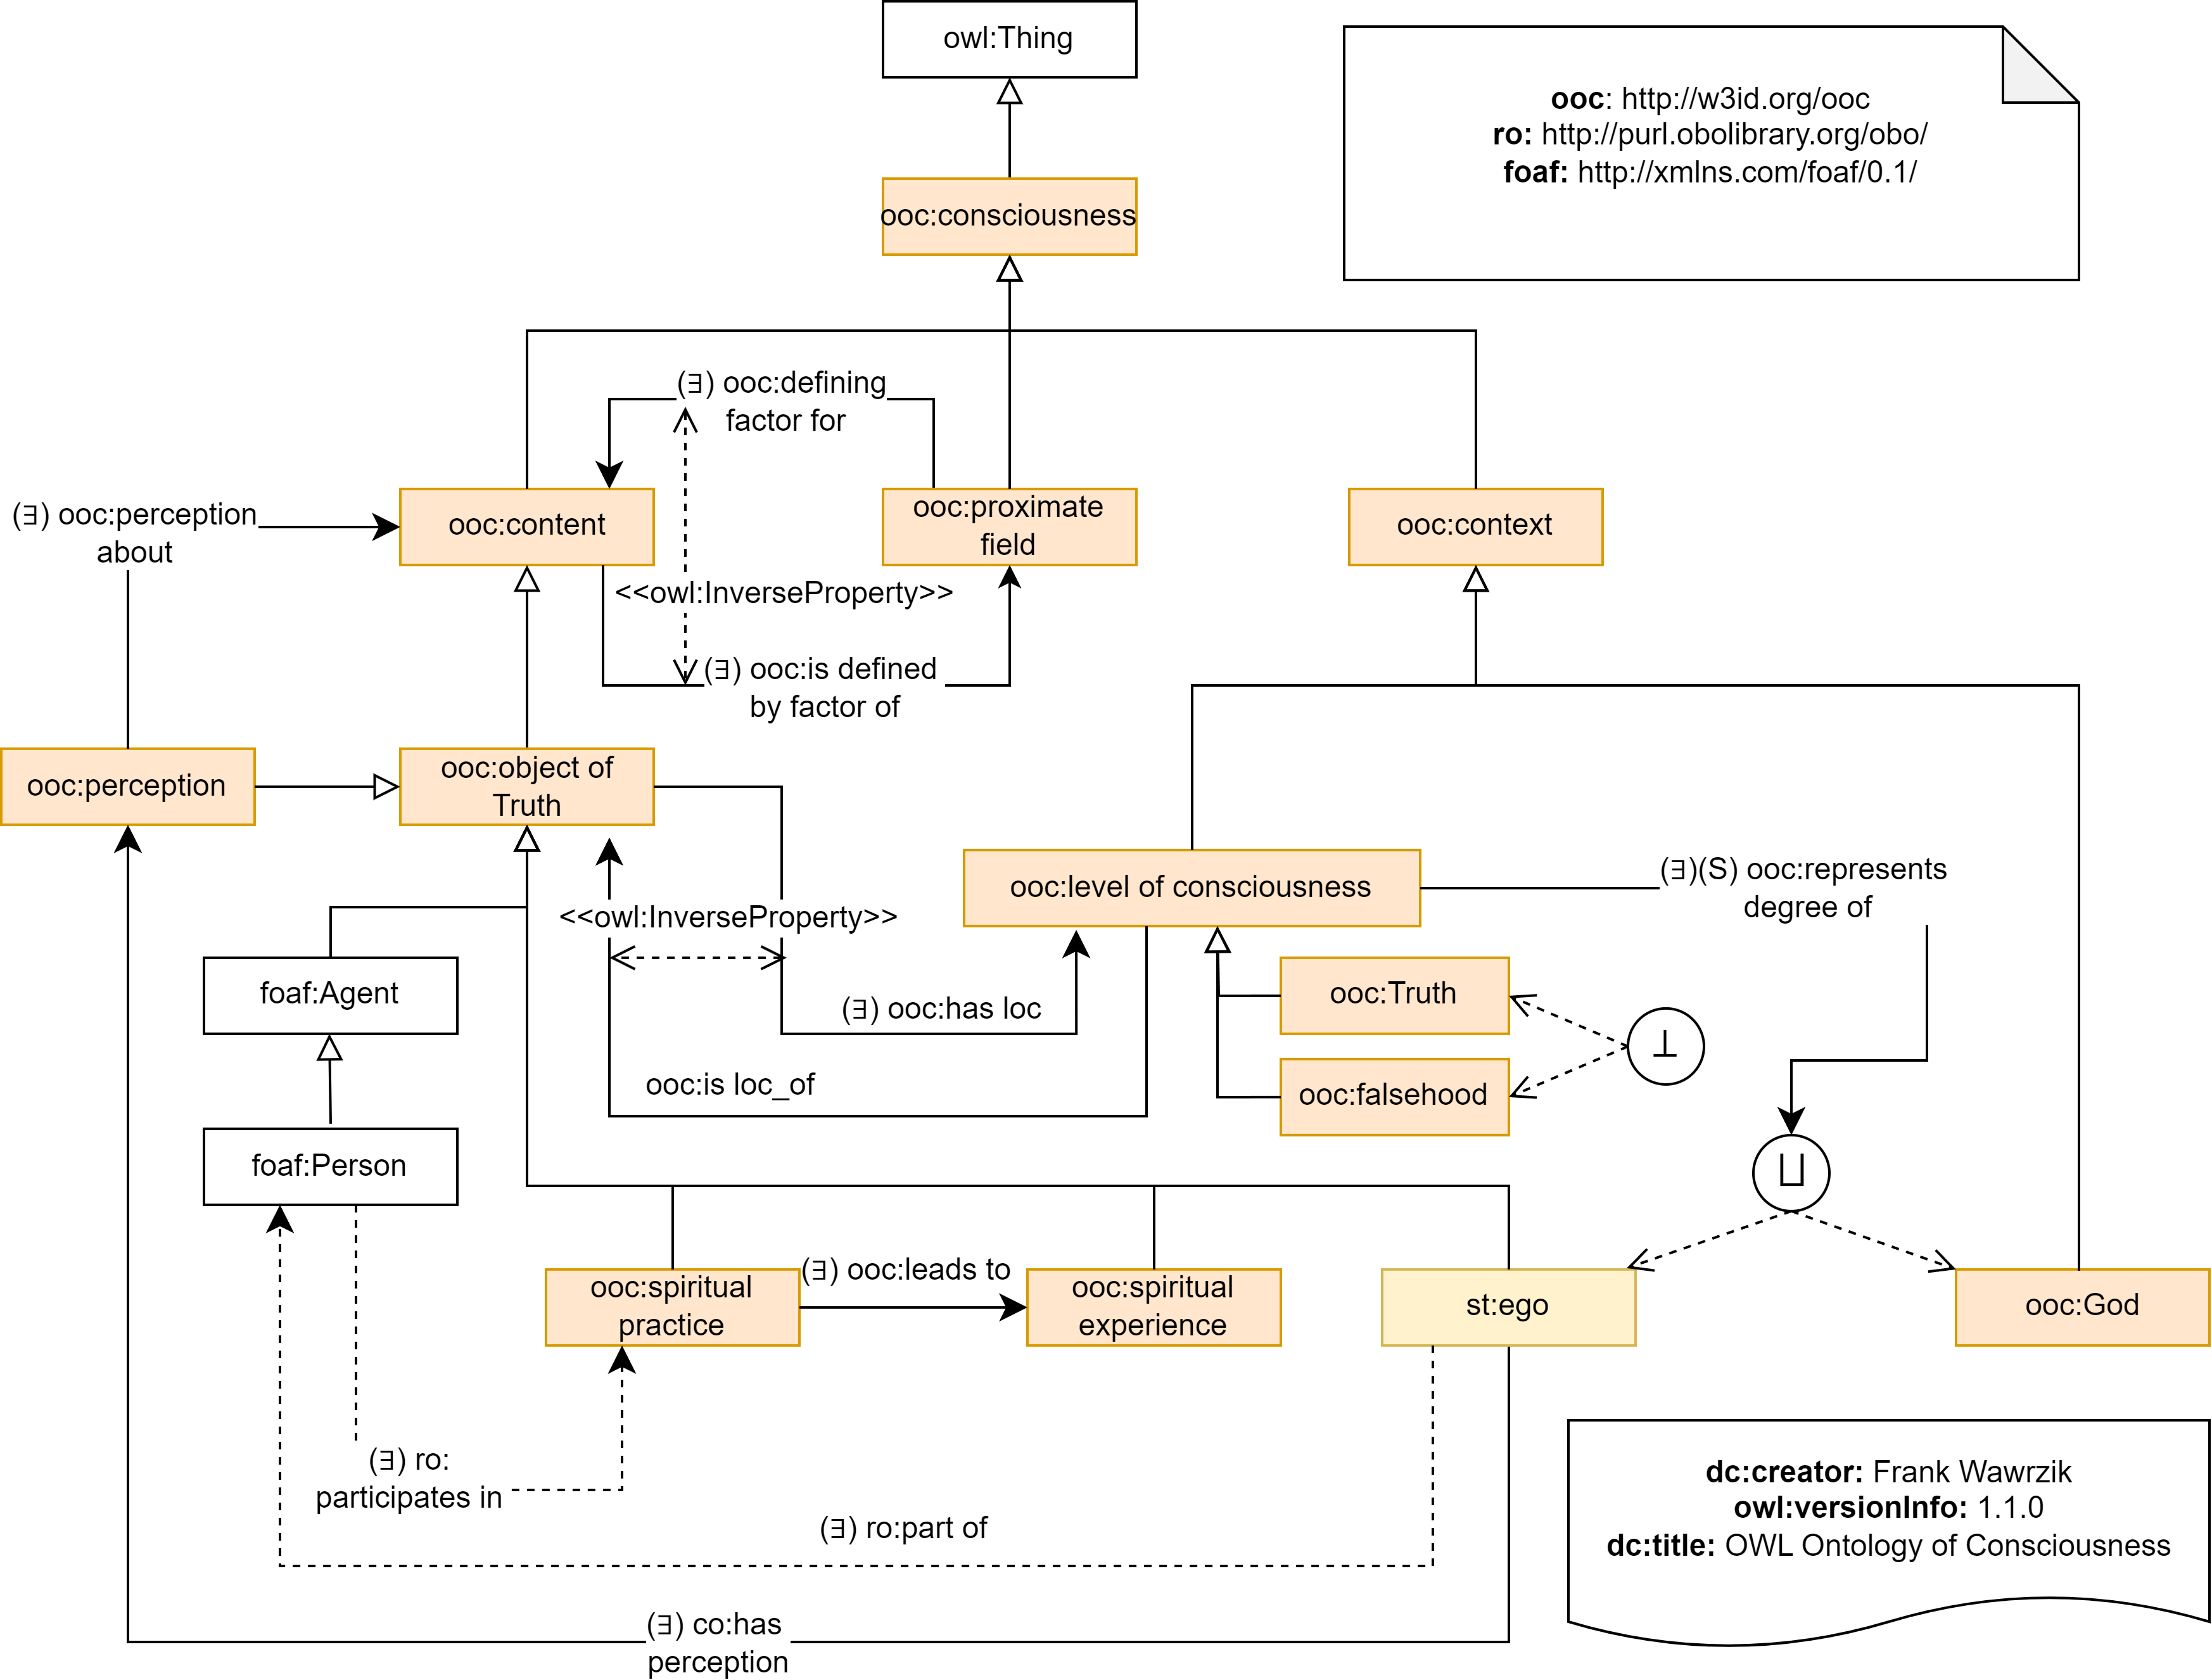 owl:Thing
ooc: http://w3id.org/ooc
ro: http://purl.obolibrary.org/obo/
foaf: http://xmlns.com/foaf/0.1/
ooc:consciousness
(∃) ooc:defining
factor for
(∃) ooc:perception
about
ooc:content
ooc:proximate
field
ooc:context
<<owl:InverseProperty>>
(∃) ooc:is defined
by factor of
ooc:perception
ooc:object of
Truth
ooc:level of consciousness
(∃)(S) ooc:represents
degree of
<<owl:InverseProperty>>
foaf:Agent
(∃) ooc:has loc
ooc:Truth
⊥
ooc:is loc_of
ooc:falsehood
foaf:Person
⊔
ooc:spiritual
practice
(∃) ooc:leads to
ooc:spiritual
experience
st:ego
ooc:God
(∃) ro:
participates in
(∃) ro:part of
dc:creator: Frank Wawrzik
owl:versionInfo: 1.1.0
dc:title: OWL Ontology of Consciousness
(∃) co:has
perception